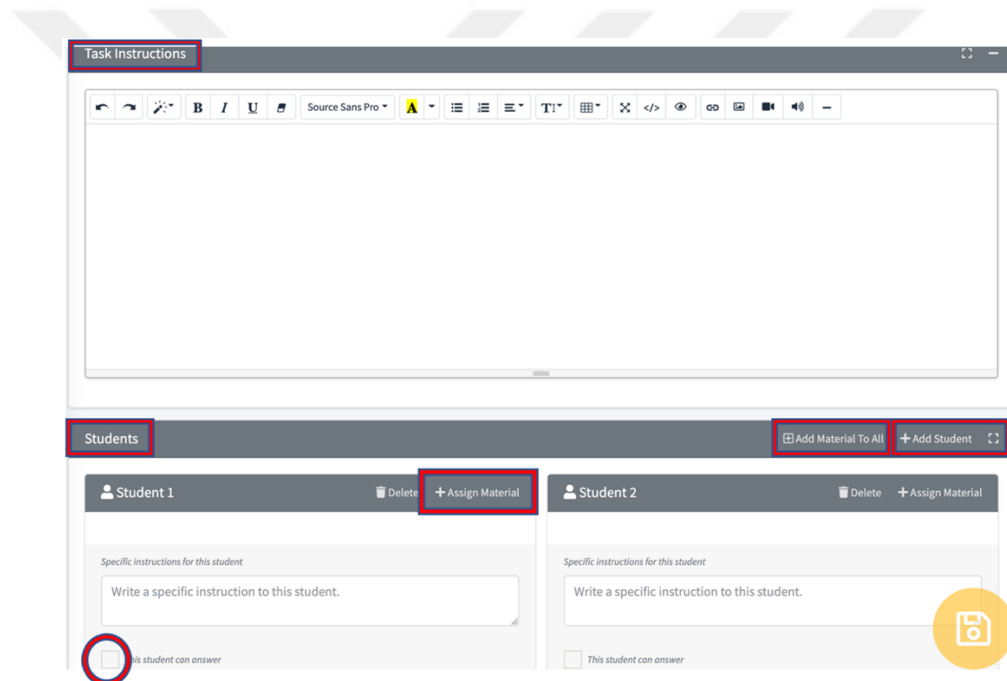 Task Instructions
B I U Source Sans Pro A TI </>
Students Add Material To All + Add Student
Student 1 Delete + Assign Material
Student 2 Delete + Assign Material
Specific instructions for this student
Specific instructions for this student
Write a specific instruction to this student.
Write a specific instruction to this student.
This student can answer
This student can answer